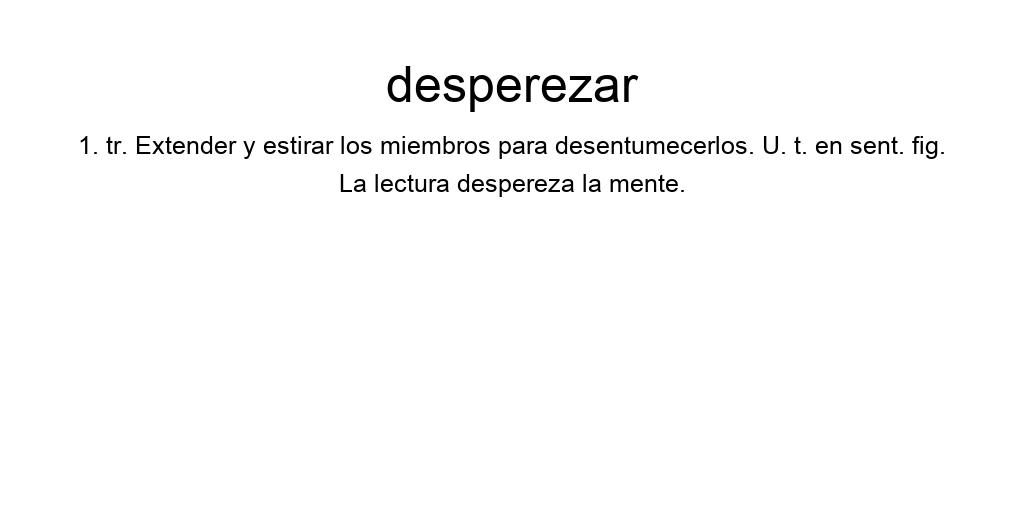 desperezar
1. tr. Extender y estirar los miembros para desentumecerlos. U. t. en sent. fig.
La lectura despereza la mente.